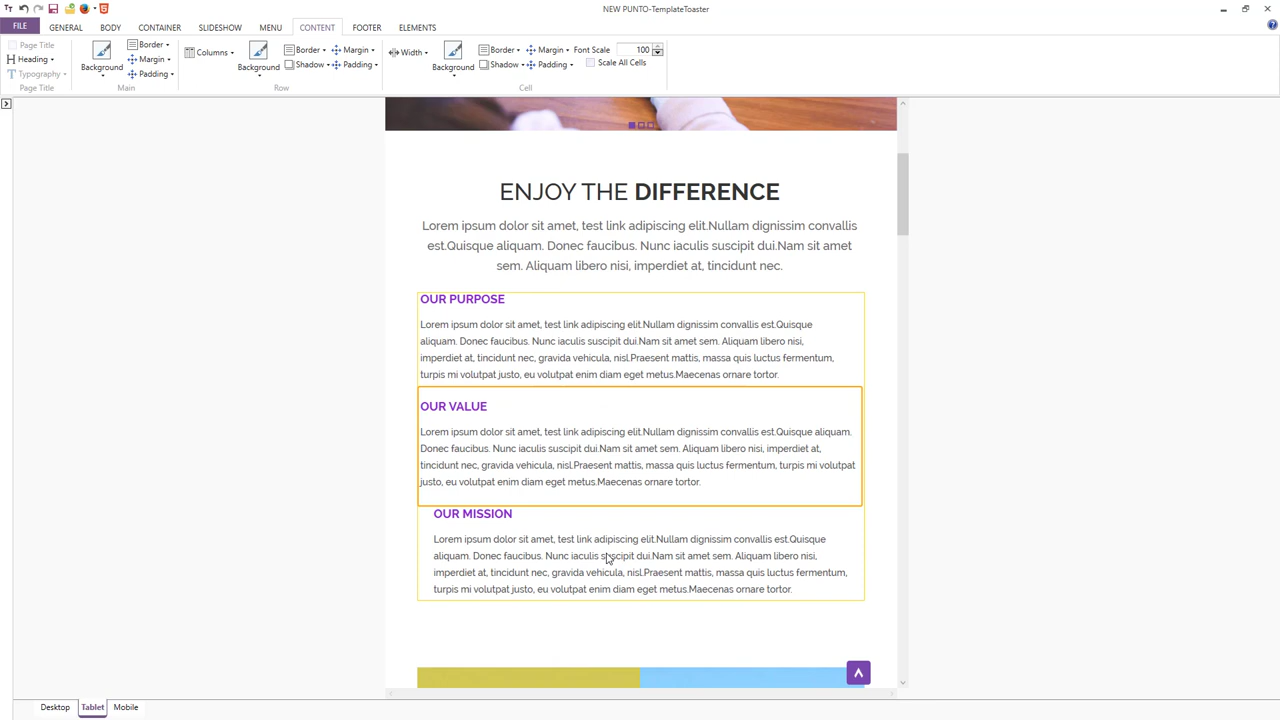 NEW PUNTO-TemplateToaster
FILE
GENERAL
BODY
CONTAINER
SLIDESHOW
MENU
CONTENT
FOOTER
ELEMENTS
Page Title
Heading
Typography
Page Title
Background
Border
Margin
Padding
Main
Columns
Background
Border
Shadow
Margin
Padding
Row
Width
Background
Border
Shadow
Margin
Padding
Font Scale
100
Scale All Cells
Cell
ENJOY THE DIFFERENCE
Lorem ipsum dolor sit amet, test link adipiscing elit.Nullam dignissim convallis
est.Quisque aliquam. Donec faucibus. Nunc iaculis suscipit dui.Nam sit amet
sem. Aliquam libero nisi, imperdiet at, tincidunt nec.
OUR PURPOSE
Lorem ipsum dolor sit amet, test link adipiscing elit.Nullam dignissim convallis est.Quisque
aliquam. Donec faucibus. Nunc iaculis suscipit dui.Nam sit amet sem. Aliquam libero nisi,
imperdiet at, tincidunt nec, gravida vehicula, nisl.Praesent mattis, massa quis luctus fermentum,
turpis mi volutpat justo, eu volutpat enim diam eget metus.Maecenas ornare tortor.
OUR VALUE
Lorem ipsum dolor sit amet, test link adipiscing elit.Nullam dignissim convallis est.Quisque aliquam.
Donec faucibus. Nunc iaculis suscipit dui.Nam sit amet sem. Aliquam libero nisi, imperdiet at,
tincidunt nec, gravida vehicula, nisl.Praesent mattis, massa quis luctus fermentum, turpis mi volutpat
justo, eu volutpat enim diam eget metus.Maecenas ornare tortor.
OUR MISSION
Lorem ipsum dolor sit amet, test link adipiscing elit.Nullam dignissim convallis est.Quisque
aliquam. Donec faucibus. Nunc iaculis suscipit dui.Nam sit amet sem. Aliquam libero nisi,
imperdiet at, tincidunt nec, gravida vehicula, nisl.Praesent mattis, massa quis luctus fermentum,
turpis mi volutpat justo, eu volutpat enim diam eget metus.Maecenas ornare tortor.
Desktop
Tablet
Mobile